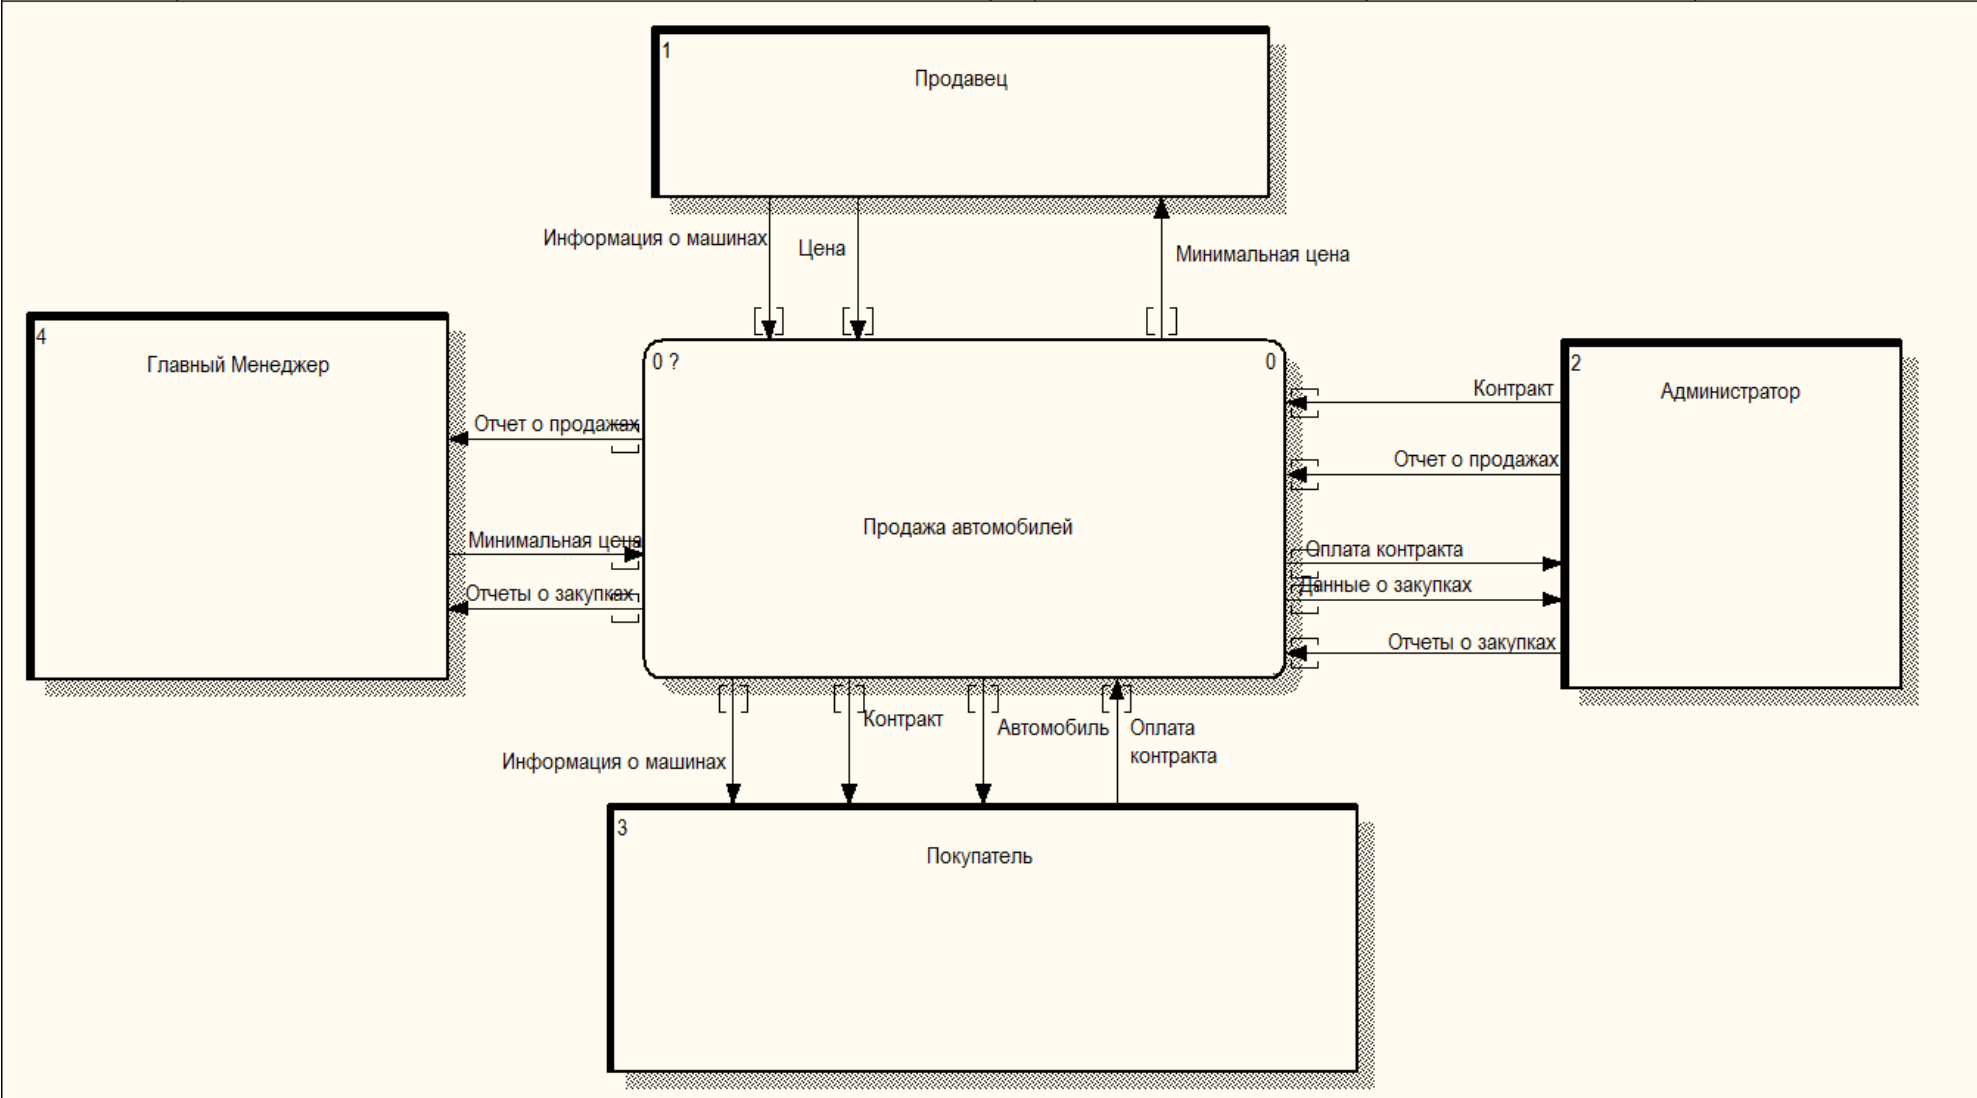 1
Продавец
Информация о машинах
Цена
Минимальная цена
4
Главный Менеджер
0 ?
0
2
Администратор
Контракт
Отчет о продажах
Отчет о продажах
Продажа автомобилей
Минимальная цена
Оплата контракта
Данные о закупках
Отчеты о закупках
Отчеты о закупках
Контракт
Автомобиль
Оплата
контракта
Информация о машинах
3
Покупатель